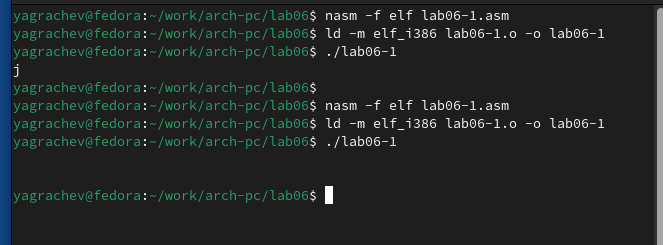 yagrachev@fedora:~/work/arch-pc/lab06$ nasm -f elf lab06-1.asm
yagrachev@fedora:~/work/arch-pc/lab06$ ld -m elf_i386 lab06-1.o -o lab06-1
yagrachev@fedora:~/work/arch-pc/lab06$ ./lab06-1
j
yagrachev@fedora:~/work/arch-pc/lab06$
yagrachev@fedora:~/work/arch-pc/lab06$ nasm -f elf lab06-1.asm
yagrachev@fedora:~/work/arch-pc/lab06$ ld -m elf_i386 lab06-1.o -o lab06-1
yagrachev@fedora:~/work/arch-pc/lab06$ ./lab06-1
yagrachev@fedora:~/work/arch-pc/lab06$